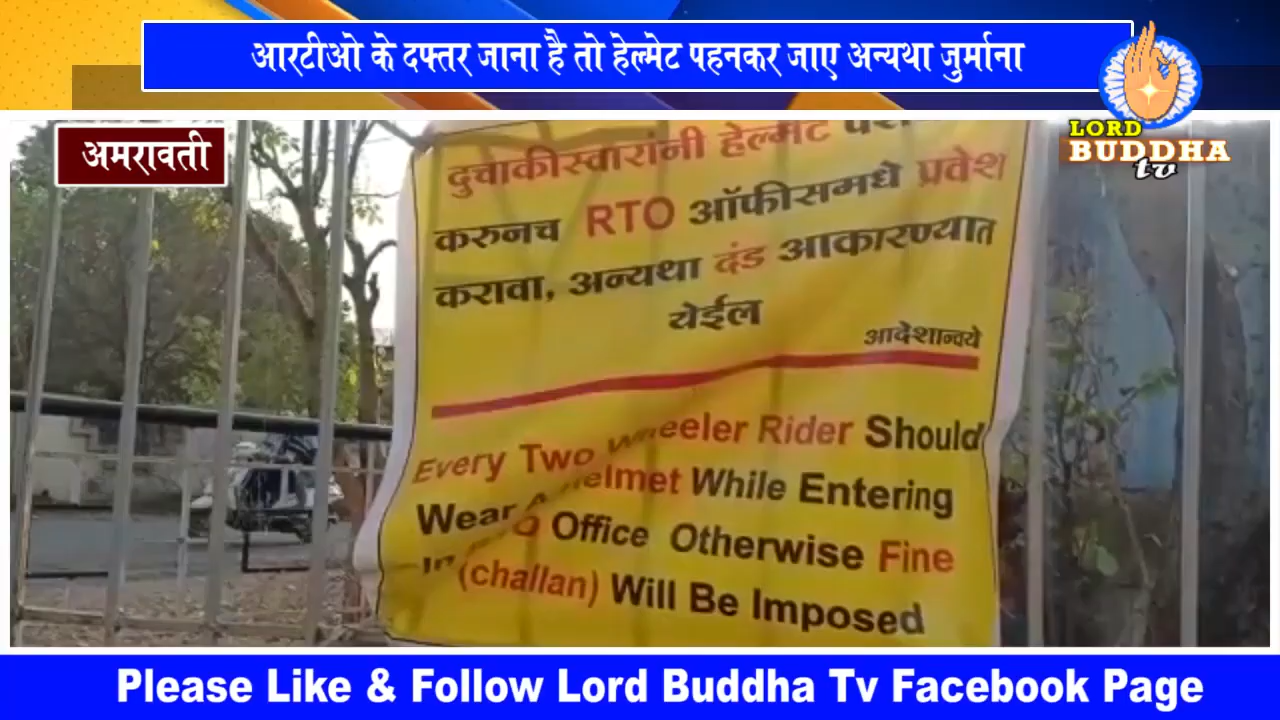 आरटीओ के दफ्तर जाना है तो हेल्मेट पहनकर जाए अन्यथा जुर्माना
LORD
BUDDHA
tv
अमरावती
दुचाकीस्वारांनी हेल्मेट
करुनच RTO ऑफीसमधे प्रवेश
करावा, अन्यथा दंड आकारण्यात
येईल
आदेशान्वये
Every Two Wheeler Rider Should
Wear A Helmet While Entering
In Office Otherwise Fine
(challan) Will Be Imposed
Please Like & Follow Lord Buddha Tv Facebook Page